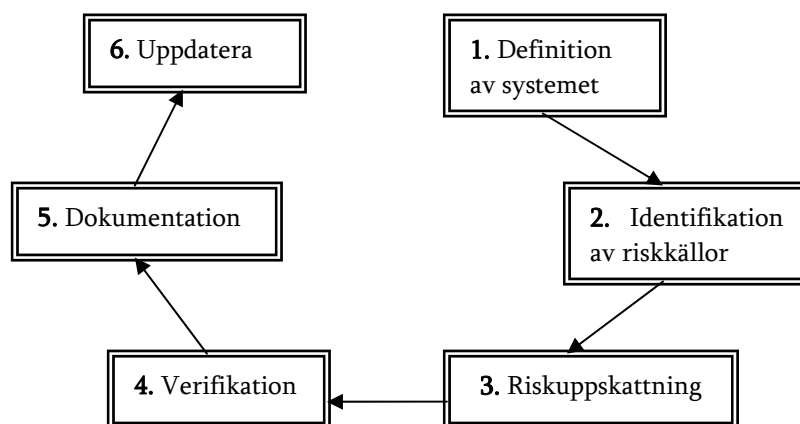 6. Uppdatera
1. Definition
av systemet
5. Dokumentation
2. Identifikation
av riskkällor
4. Verifikation
3. Riskuppskattning